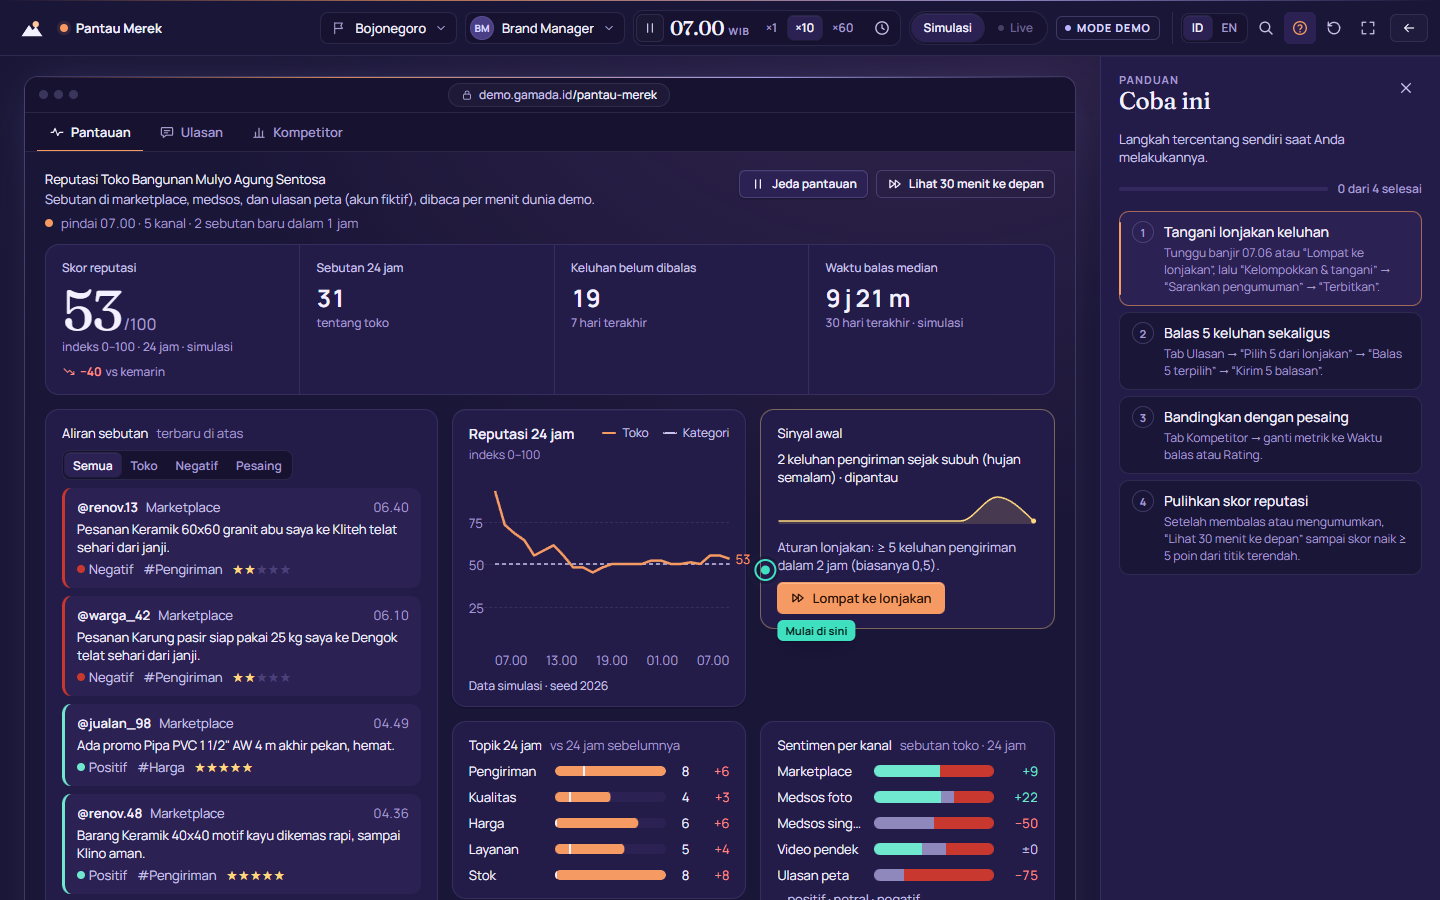 Pantau Merek
Bojonegoro
BM Brand Manager
07.00 WIB
×1 ×10 ×60
Simulasi Live
MODE DEMO
ID EN
demo.gamada.id/pantau-merek
Pantauan Ulasan Kompetitor
Reputasi Toko Bangunan Mulyo Agung Sentosa
Sebutan di marketplace, medsos, dan ulasan peta (akun fiktif), dibaca per menit dunia demo.
pindai 07.00 · 5 kanal · 2 sebutan baru dalam 1 jam
Jeda pantauan
Lihat 30 menit ke depan
Skor reputasi
53/100
indeks 0–100 · 24 jam · simulasi
−40 vs kemarin
Sebutan 24 jam
31
tentang toko
Keluhan belum dibalas
19
7 hari terakhir
Waktu balas median
9 j 21 m
30 hari terakhir · simulasi
Aliran sebutan terbaru di atas
Semua Toko Negatif Pesaing
@renov.13 Marketplace 06.40
Pesanan Keramik 60x60 granit abu saya ke Kliteh telat
sehari dari janji.
Negatif #Pengiriman ★★★★★
@warga_42 Marketplace 06.10
Pesanan Karung pasir siap pakai 25 kg saya ke Dengok
telat sehari dari janji.
Negatif #Pengiriman ★★★★★
@jualan_98 Marketplace 04.49
Ada promo Pipa PVC 1 1/2" AW 4 m akhir pekan, hemat.
Positif #Harga ★★★★★
@renov.48 Marketplace 04.36
Barang Keramik 40x40 motif kayu dikemas rapi, sampai
Klino aman.
Positif #Pengiriman ★★★★★
Reputasi 24 jam
Toko Kategori
indeks 0–100
75
50
25
53
07.00 13.00 19.00 01.00 07.00
Data simulasi · seed 2026
Sinyal awal
2 keluhan pengiriman sejak subuh (hujan
semalam) · dipantau
Aturan lonjakan: ≥ 5 keluhan pengiriman
dalam 2 jam (biasanya 0,5).
Lompat ke lonjakan
Mulai di sini
Topik 24 jam vs 24 jam sebelumnya
Pengiriman 8 +6
Kualitas 4 +3
Harga 6 +6
Layanan 5 +4
Stok 8 +8
Sentimen per kanal sebutan toko · 24 jam
Marketplace +9
Medsos foto +22
Medsos sing... −50
Video pendek ±0
Ulasan peta −75
positif · netral · negatif
PANDUAN
Coba ini
Langkah tercentang sendiri saat Anda
melakukannya.
0 dari 4 selesai
1 Tangani lonjakan keluhan
Tunggu banjir 07.06 atau "Lompat ke
lonjakan", lalu "Kelompokkan & tangani" →
"Sarankan pengumuman" → "Terbitkan".
2 Balas 5 keluhan sekaligus
Tab Ulasan → "Pilih 5 dari lonjakan" → "Balas
5 terpilih" → "Kirim 5 balasan".
3 Bandingkan dengan pesaing
Tab Kompetitor → ganti metrik ke Waktu
balas atau Rating.
4 Pulihkan skor reputasi
Setelah membalas atau mengumumkan,
"Lihat 30 menit ke depan" sampai skor naik ≥
5 poin dari titik terendah.